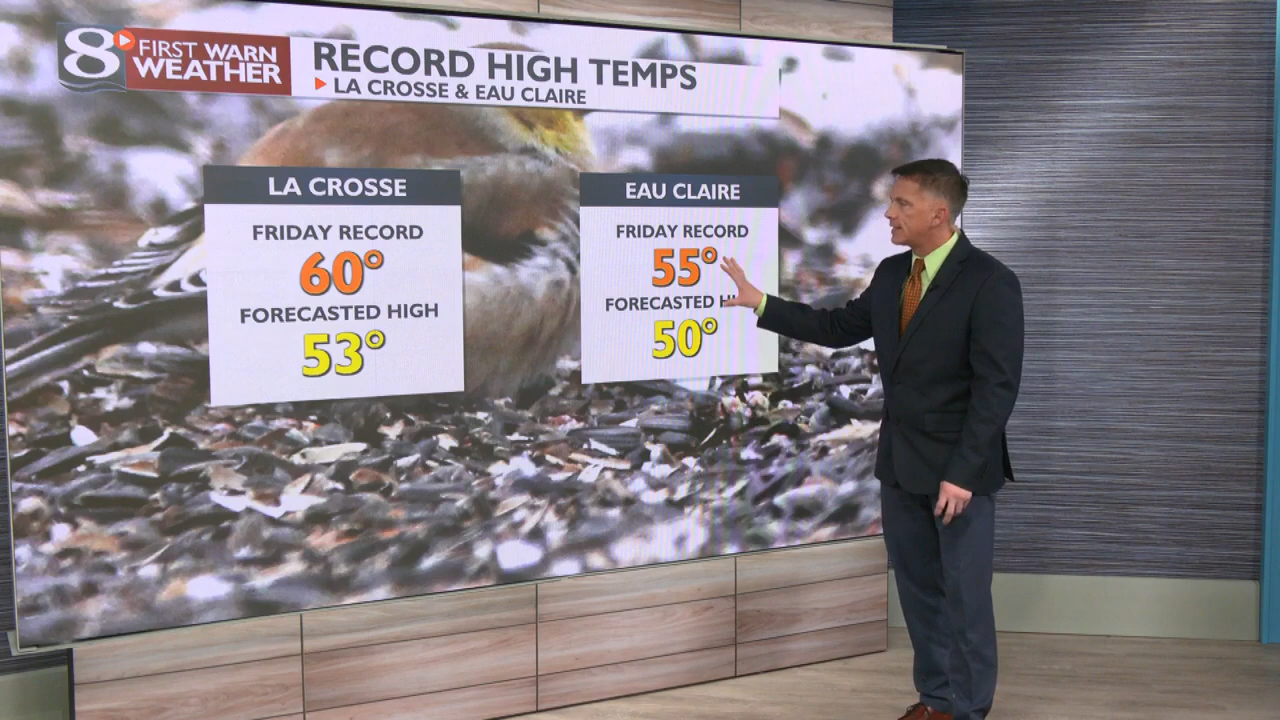 8 FIRST WARN
WEATHER
RECORD HIGH TEMPS
LA CROSSE & EAU CLAIRE
LA CROSSE
FRIDAY RECORD
60°
FORECASTED HIGH
53°
EAU CLAIRE
FRIDAY RECORD
55°
FORECASTED
50°